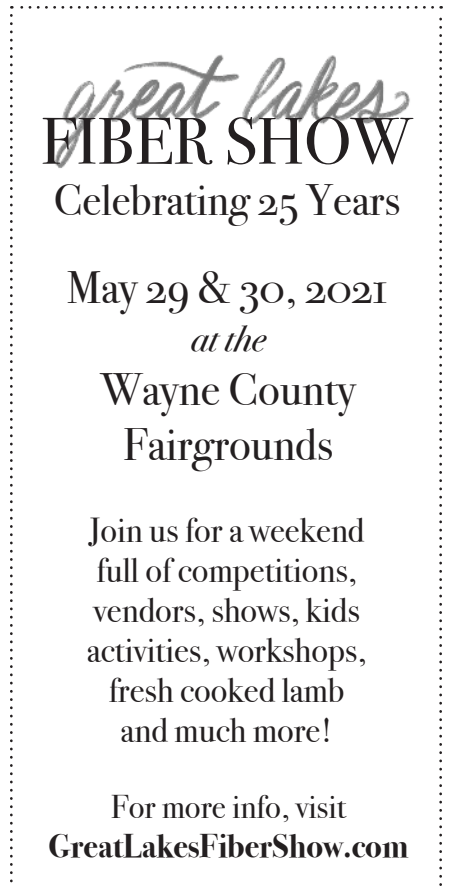 great lakes
FIBER SHOW
Celebrating 25 Years
May 29 & 30, 2021
at the
Wayne County
Fairgrounds
Join us for a weekend
full of competitions,
vendors, shows, kids
activities, workshops,
fresh cooked lamb
and much more!
For more info, visit
GreatLakesFiberShow.com